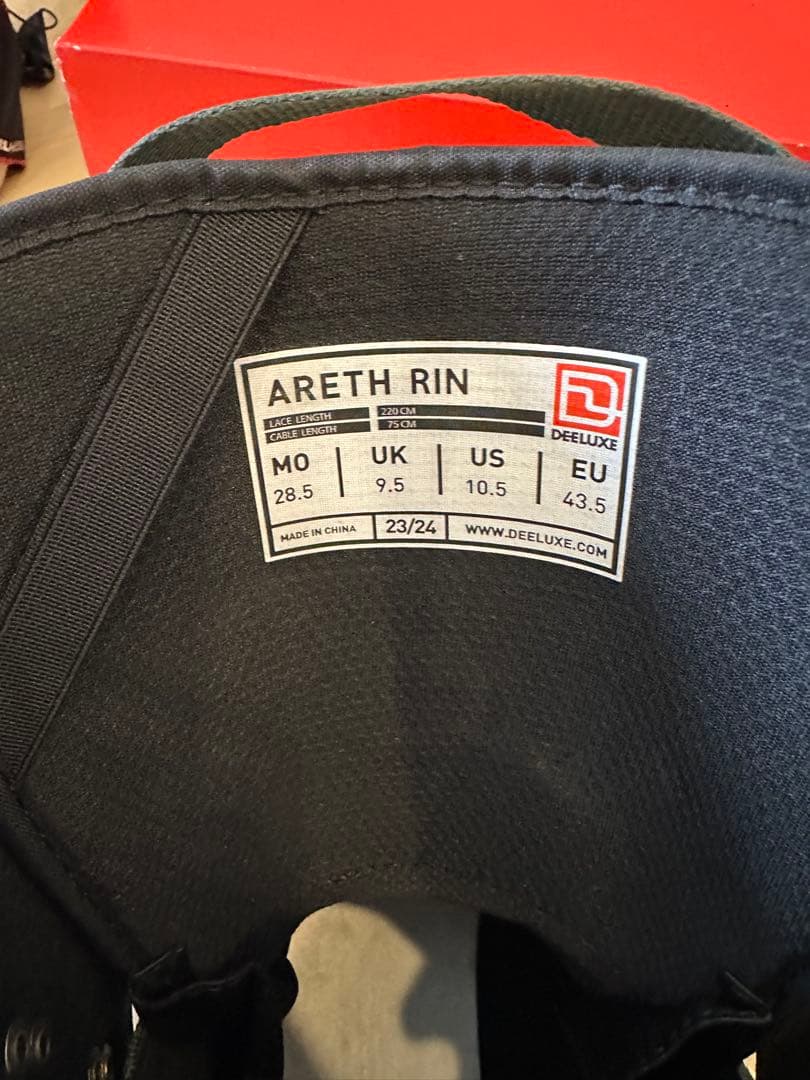 ARETH RIN
LACE LENGTH 220 CM
CABLE LENGTH 75 CM
DEELUXE
MO UK US EU
28.5 9.5 10.5 43.5
MADE IN CHINA 23/24 WWW.DEELUXE.COM